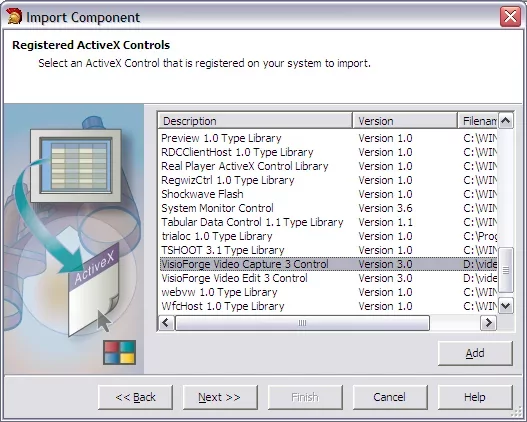 Import Component
Registered ActiveX Controls
Select an ActiveX Control that is registered on your system to import.
Description Version Filenam
Preview 1.0 Type Library Version 1.0 C:\WIN
RDCClientHost 1.0 Type Library Version 1.0 C:\WIN
Real Player ActiveX Control Library Version 1.0 C:\WIN
RegwizCtrl 1.0 Type Library Version 1.0 C:\WIN
Shockwave Flash Version 1.0 C:\WIN
System Monitor Control Version 3.6 C:\WIN
Tabular Data Control 1.1 Type Library Version 1.1 C:\WIN
trialoc 1.0 Type Library Version 1.0 C:\Prog
TSHOOT 3.1 Type Library Version 1.0 C:\WIN
VisioForge Video Capture 3 Control Version 3.0 D:\vide
VisioForge Video Edit 3 Control Version 3.0 D:\vide
webvw 1.0 Type Library Version 1.0 C:\WIN
WfcHost 1.0 Type Library Version 1.0 C:\WIN
ActiveX
Add
<< Back Next >> Finish Cancel Help